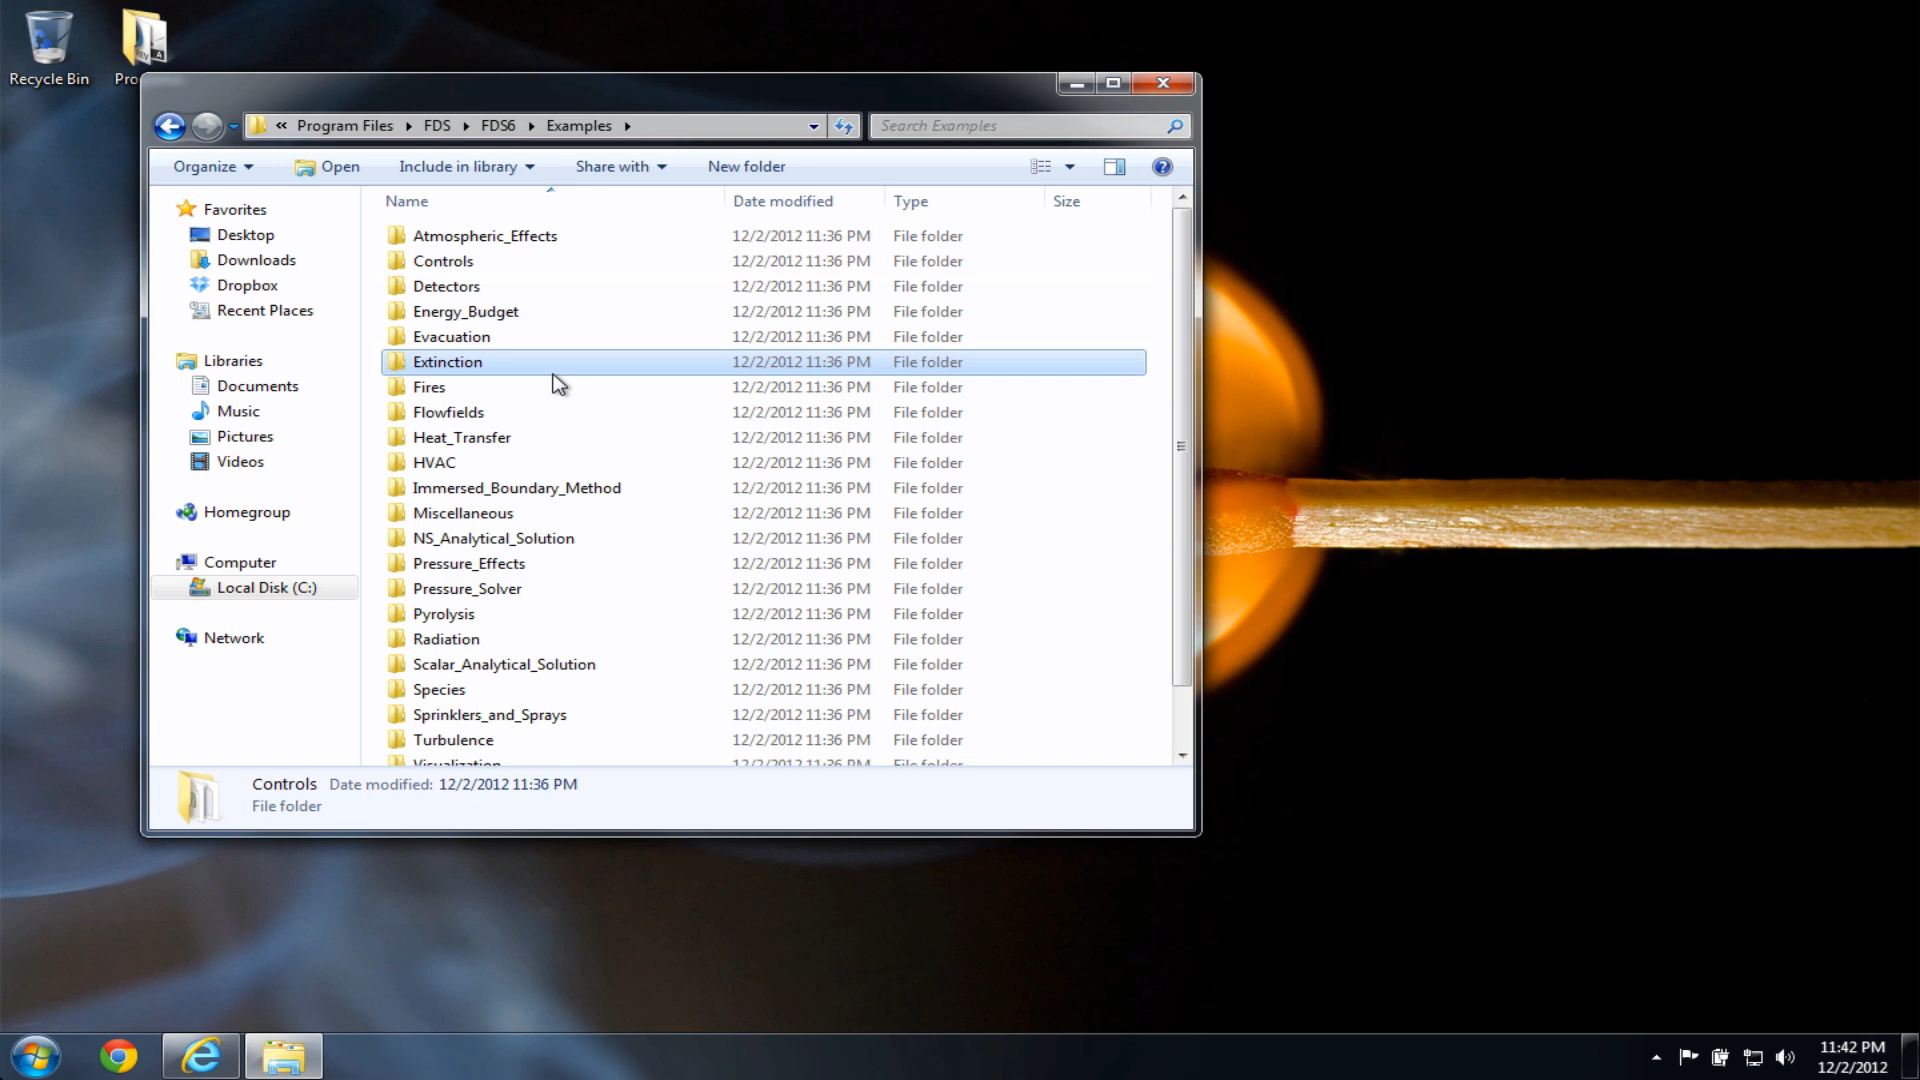 Recycle Bin
Pro
« Program Files FDS FDS6 Examples
Search Examples
Organize Open Include in library Share with New folder
Name Date modified Type Size
Favorites
Desktop
Downloads
Dropbox
Recent Places
Libraries
Documents
Music
Pictures
Videos
Homegroup
Computer
Local Disk (C:)
Network
Atmospheric_Effects 12/2/2012 11:36 PM File folder
Controls 12/2/2012 11:36 PM File folder
Detectors 12/2/2012 11:36 PM File folder
Energy_Budget 12/2/2012 11:36 PM File folder
Evacuation 12/2/2012 11:36 PM File folder
Extinction 12/2/2012 11:36 PM File folder
Fires 12/2/2012 11:36 PM File folder
Flowfields 12/2/2012 11:36 PM File folder
Heat_Transfer 12/2/2012 11:36 PM File folder
HVAC 12/2/2012 11:36 PM File folder
Immersed_Boundary_Method 12/2/2012 11:36 PM File folder
Miscellaneous 12/2/2012 11:36 PM File folder
NS_Analytical_Solution 12/2/2012 11:36 PM File folder
Pressure_Effects 12/2/2012 11:36 PM File folder
Pressure_Solver 12/2/2012 11:36 PM File folder
Pyrolysis 12/2/2012 11:36 PM File folder
Radiation 12/2/2012 11:36 PM File folder
Scalar_Analytical_Solution 12/2/2012 11:36 PM File folder
Species 12/2/2012 11:36 PM File folder
Sprinklers_and_Sprays 12/2/2012 11:36 PM File folder
Turbulence 12/2/2012 11:36 PM File folder
Visualization 12/2/2012 11:36 PM File folder
Controls Date modified: 12/2/2012 11:36 PM
File folder
11:42 PM
12/2/2012